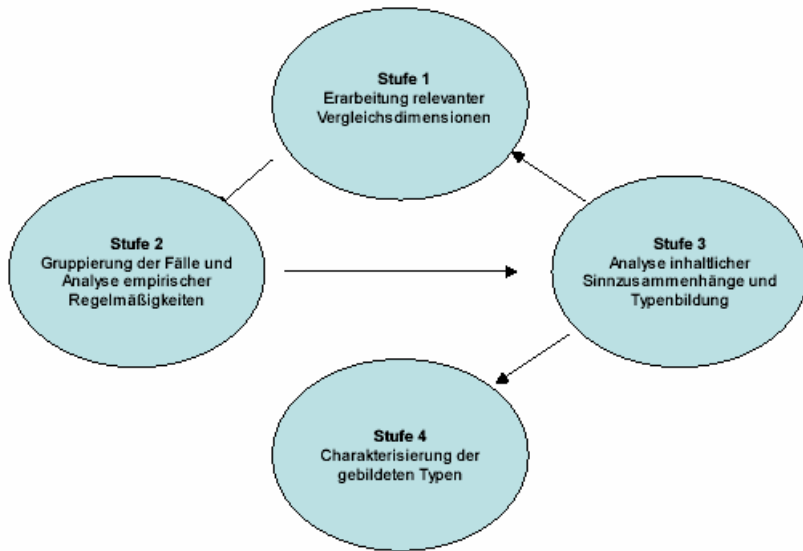 Stufe 1
Erarbeitung relevanter
Vergleichsdimensionen
Stufe 2
Gruppierung der Fälle und
Analyse empirischer
Regelmäßigkeiten
Stufe 3
Analyse inhaltlicher
Sinnzusammenhänge und
Typenbildung
Stufe 4
Charakterisierung der
gebildeten Typen